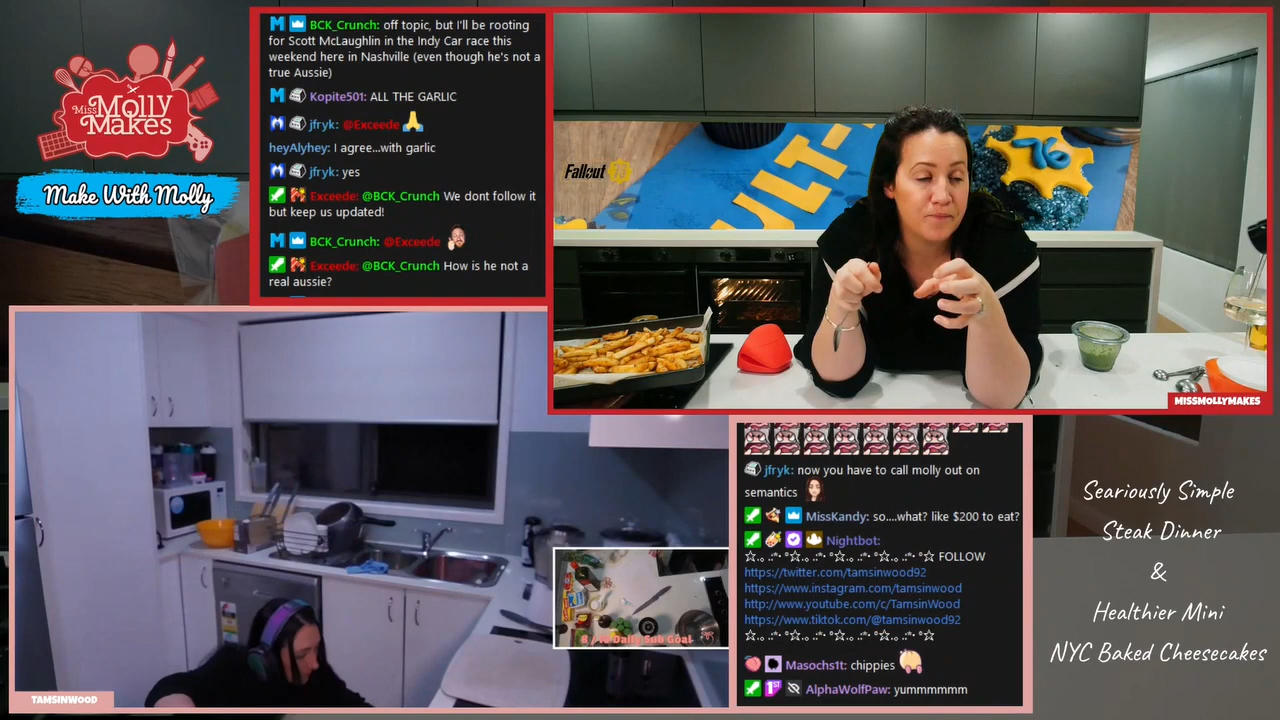 Miss
Molly
Makes
Make With Molly
BCK_Crunch: off topic, but I'll be rooting
for Scott McLaughlin in the Indy Car race this
weekend here in Nashville (even though he's not a
true Aussie)
Kopite501: ALL THE GARLIC
jfryk: @Exceede
heyAlyhey: I agree...with garlic
jfryk: yes
Exceede: @BCK_Crunch We dont follow it
but keep us updated!
BCK_Crunch: @Exceede
Exceede: @BCK_Crunch How is he not a
real aussie?
Fallout 76
ULT-
76
MISSMOLLYMAKES
TAMSINWOOD
Daily Sub Goal
jfryk: now you have to call molly out on
semantics
MissKandy: so....what? like $200 to eat?
Nightbot:
FOLLOW
https://twitter.com/tamsinwood92
https://www.instagram.com/tamsinwood
http://www.youtube.com/c/TamsinWood
https://www.tiktok.com/@tamsinwood92
Masochs1t: chippies
AlphaWolfPaw: yummmmmm
Seariously Simple
Steak Dinner
&
Healthier Mini
NYC Baked Cheesecakes